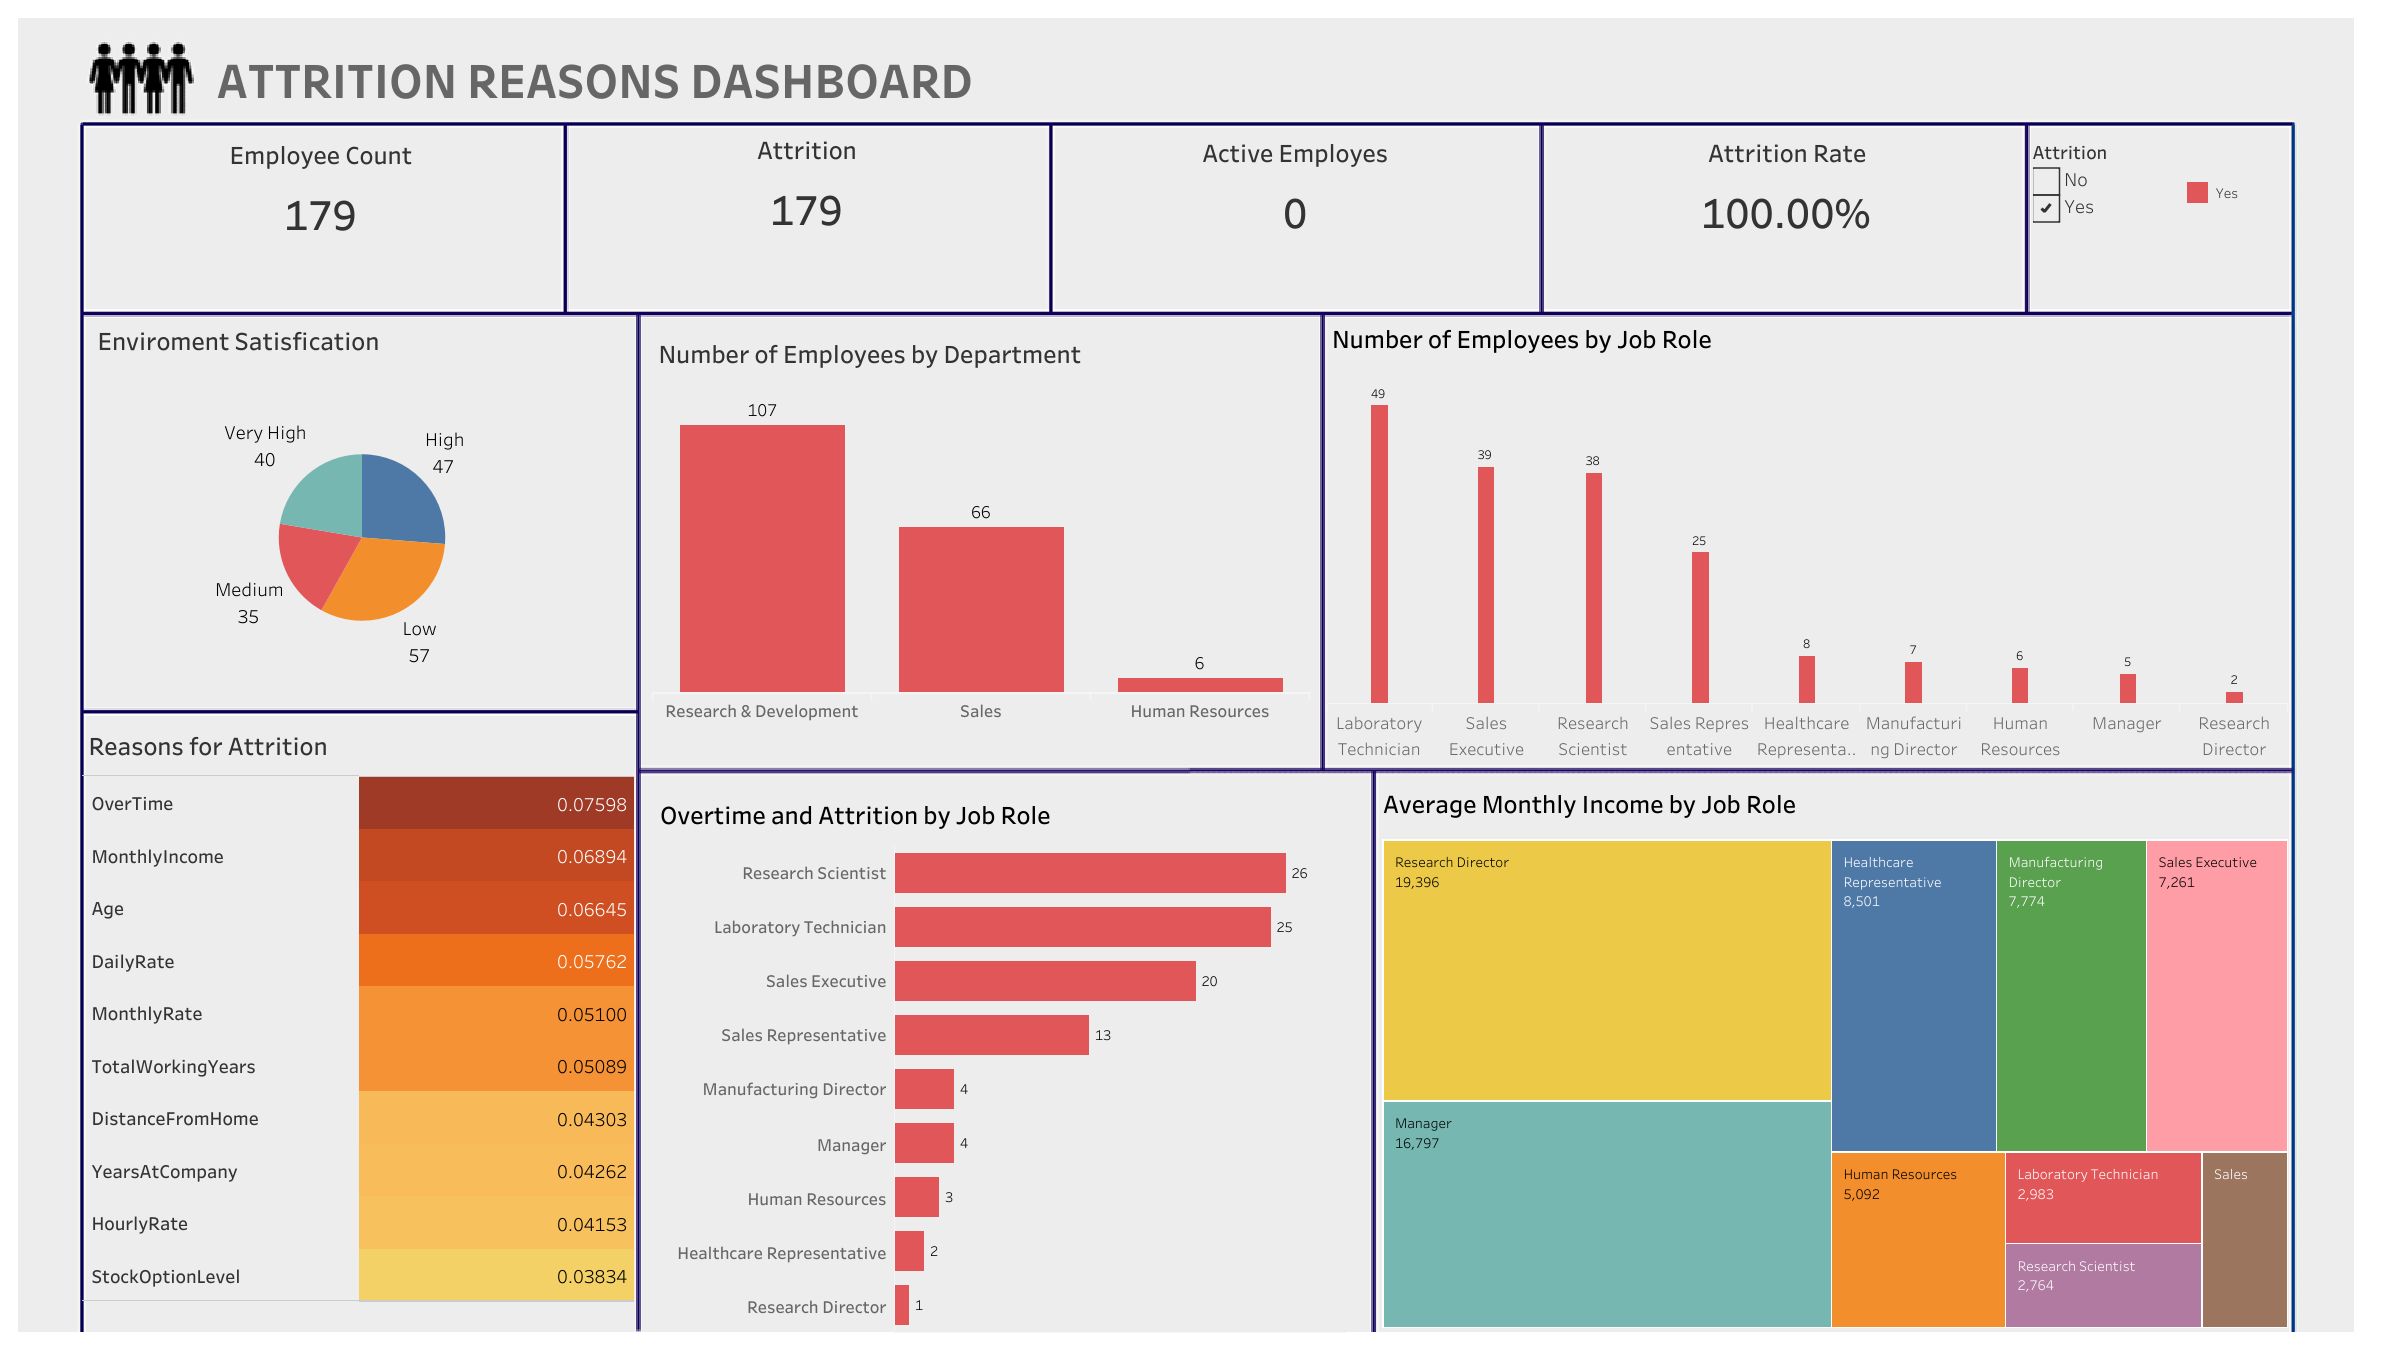 ATTRITION REASONS DASHBOARD
Employee Count
179
Attrition
179
Active Employes
0
Attrition Rate
100.00%
Attrition
No
Yes
Yes
Enviroment Satisfication
Very High
40
High
47
Medium
35
Low
57
Number of Employees by Department
107
66
6
Research & Development
Sales
Human Resources
Number of Employees by Job Role
49
39
38
25
8
7
6
5
2
Laboratory
Technician
Sales
Executive
Research
Scientist
Sales Repres
entative
Healthcare
Representa..
Manufacturi
ng Director
Human
Resources
Manager
Research
Director
Reasons for Attrition
OverTime 0.07598
MonthlyIncome 0.06894
Age 0.06645
DailyRate 0.05762
MonthlyRate 0.05100
TotalWorkingYears 0.05089
DistanceFromHome 0.04303
YearsAtCompany 0.04262
HourlyRate 0.04153
StockOptionLevel 0.03834
Overtime and Attrition by Job Role
Research Scientist 26
Laboratory Technician 25
Sales Executive 20
Sales Representative 13
Manufacturing Director 4
Manager 4
Human Resources 3
Healthcare Representative 2
Research Director 1
Average Monthly Income by Job Role
Research Director
19,396
Manager
16,797
Healthcare
Representative
8,501
Manufacturing
Director
7,774
Sales Executive
7,261
Human Resources
5,092
Laboratory Technician
2,983
Research Scientist
2,764
Sales